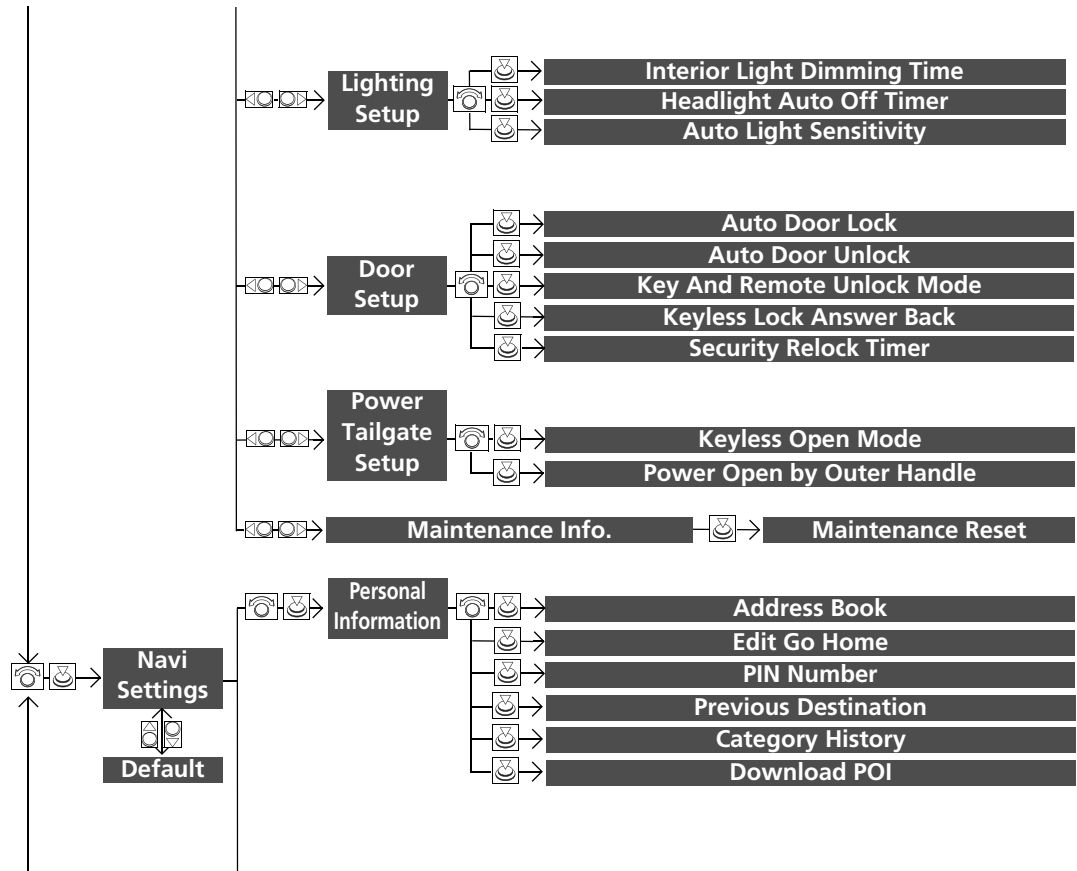 Lighting
Setup
Interior Light Dimming Time
Headlight Auto Off Timer
Auto Light Sensitivity
Door
Setup
Auto Door Lock
Auto Door Unlock
Key And Remote Unlock Mode
Keyless Lock Answer Back
Security Relock Timer
Power
Tailgate
Setup
Keyless Open Mode
Power Open by Outer Handle
Maintenance Info.
Maintenance Reset
Navi
Settings
Default
Personal
Information
Address Book
Edit Go Home
PIN Number
Previous Destination
Category History
Download POI